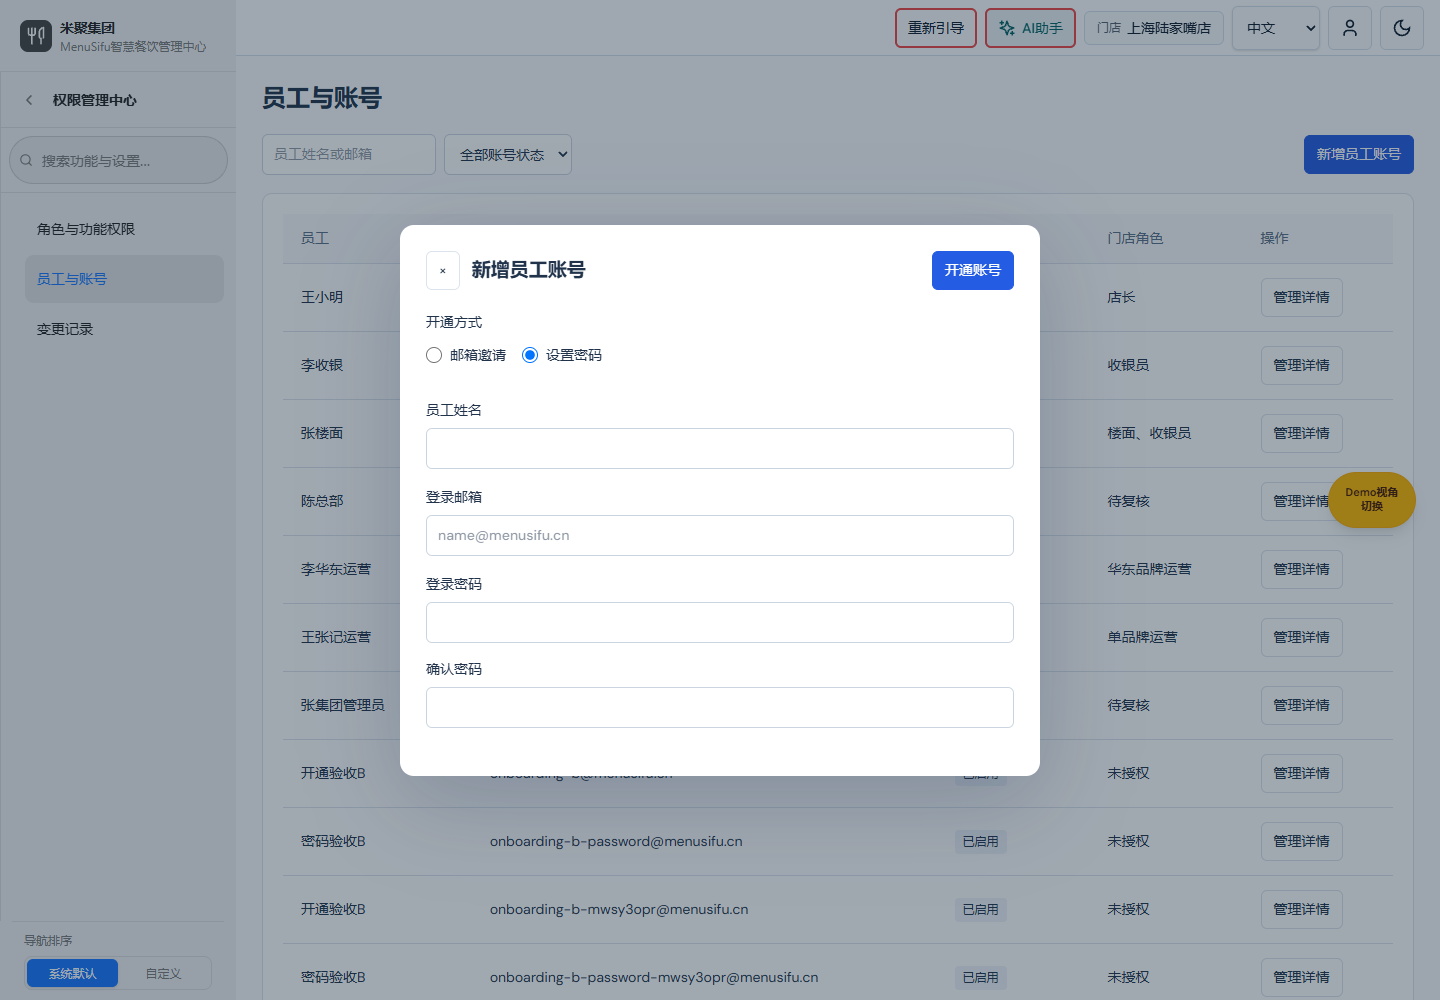 米聚集团
MenuSifu智慧餐饮管理中心
重新引导
AI助手
门店 上海陆家嘴店
中文
权限管理中心
搜索功能与设置...
角色与功能权限
员工与账号
变更记录
导航排序
系统默认
自定义
员工与账号
员工姓名或邮箱
全部账号状态
新增员工账号
员工
门店角色
操作
王小明
店长
管理详情
李收银
收银员
管理详情
张楼面
楼面、收银员
管理详情
陈总部
待复核
管理详情
Demo视角
切换
李华东运营
华东品牌运营
管理详情
王张记运营
单品牌运营
管理详情
张集团管理员
待复核
管理详情
开通验收B
onboarding-b@menusifu.cn
已启用
未授权
管理详情
密码验收B
onboarding-b-password@menusifu.cn
已启用
未授权
管理详情
开通验收B
onboarding-b-mwsy3opr@menusifu.cn
已启用
未授权
管理详情
密码验收B
onboarding-b-password-mwsy3opr@menusifu.cn
已启用
未授权
管理详情
×
新增员工账号
开通账号
开通方式
邮箱邀请
设置密码
员工姓名
登录邮箱
name@menusifu.cn
登录密码
确认密码